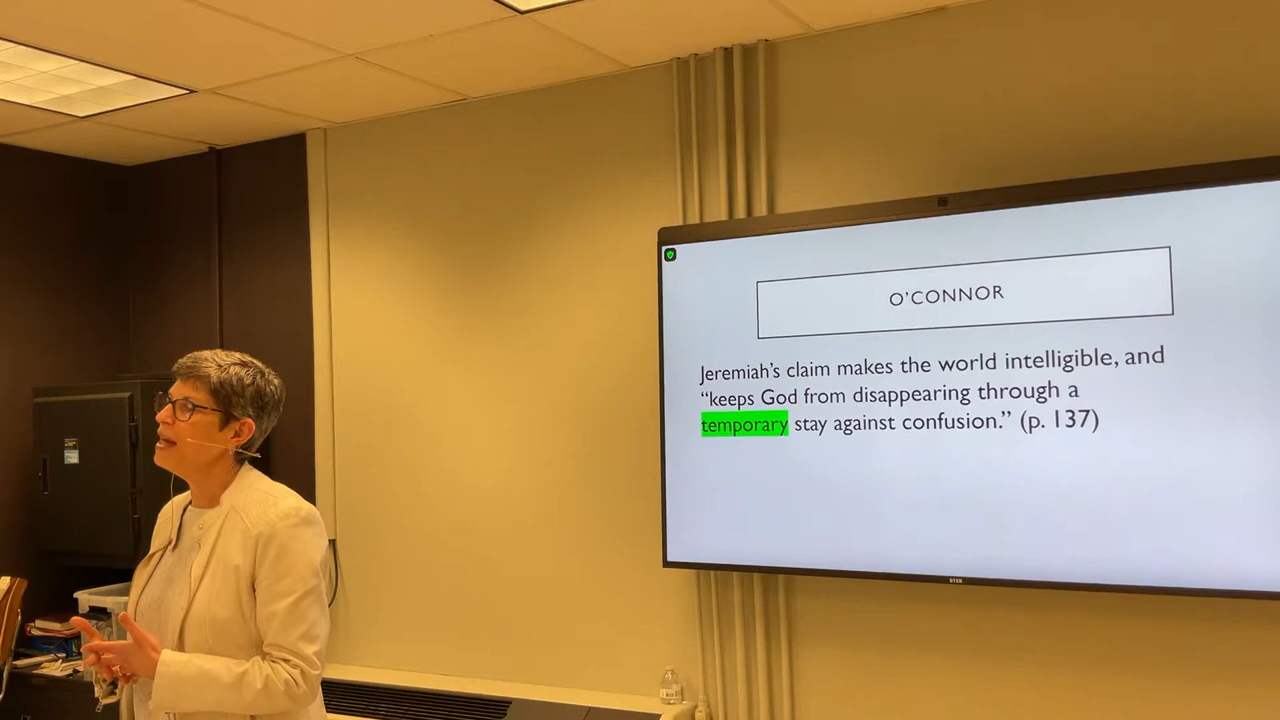 O'CONNOR
Jeremiah's claim makes the world intelligible, and
“keeps God from disappearing through a
temporary stay against confusion.” (p. 137)